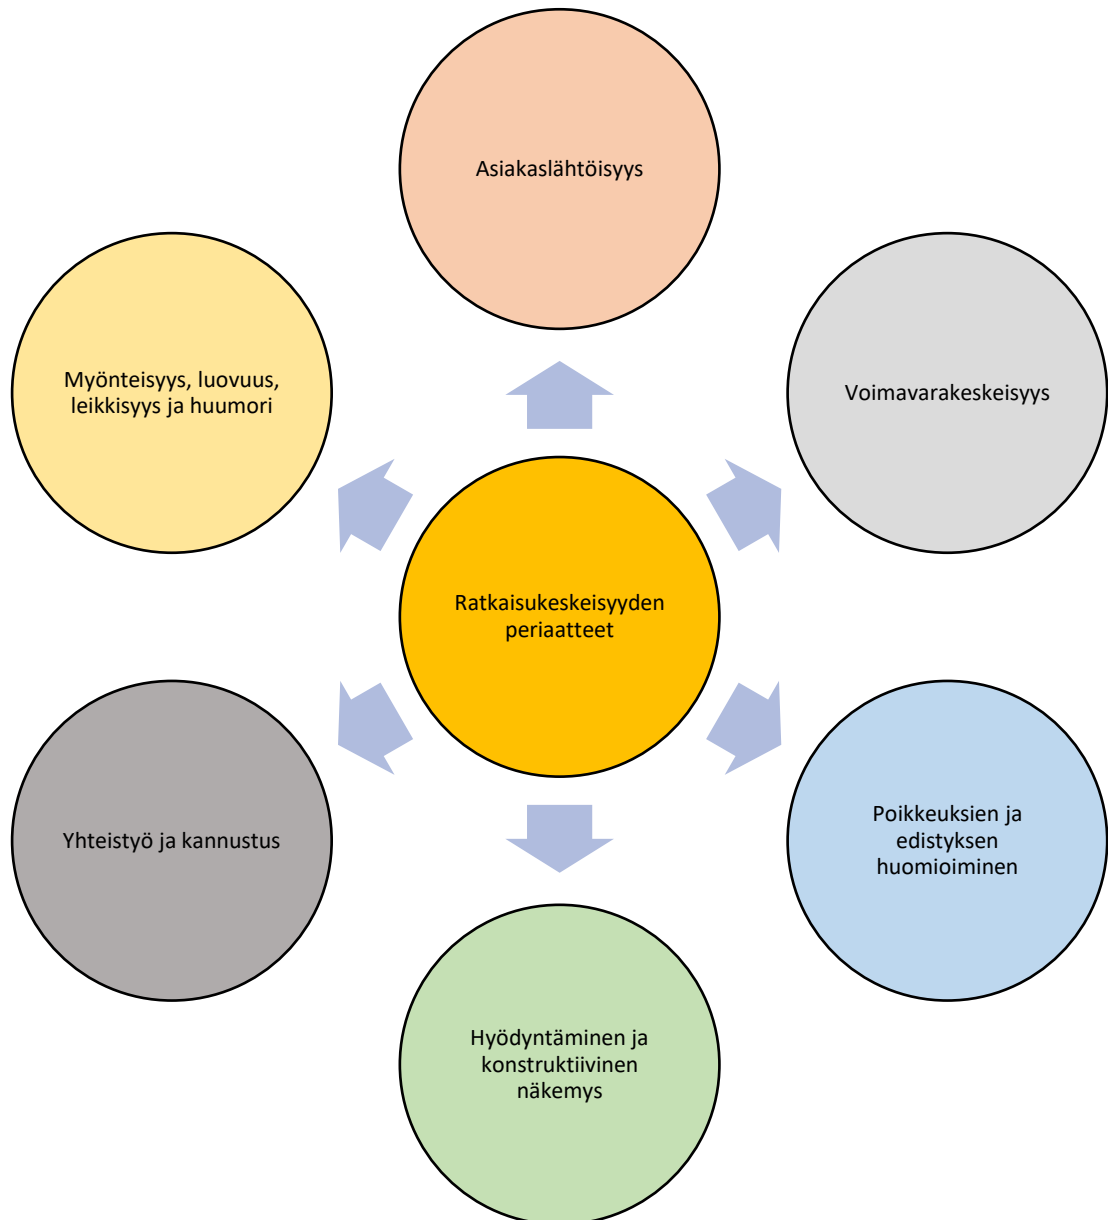 Asiakaslähtöisyys
Myönteisyys, luovuus,
leikkisyys ja huumori
Voimavarakeskeisyys
Ratkaisukeskeisyyden
periaatteet
Yhteistyö ja kannustus
Poikkeuksien ja
edistyksen
huomioiminen
Hyödyntäminen ja
konstruktiivinen
näkemys